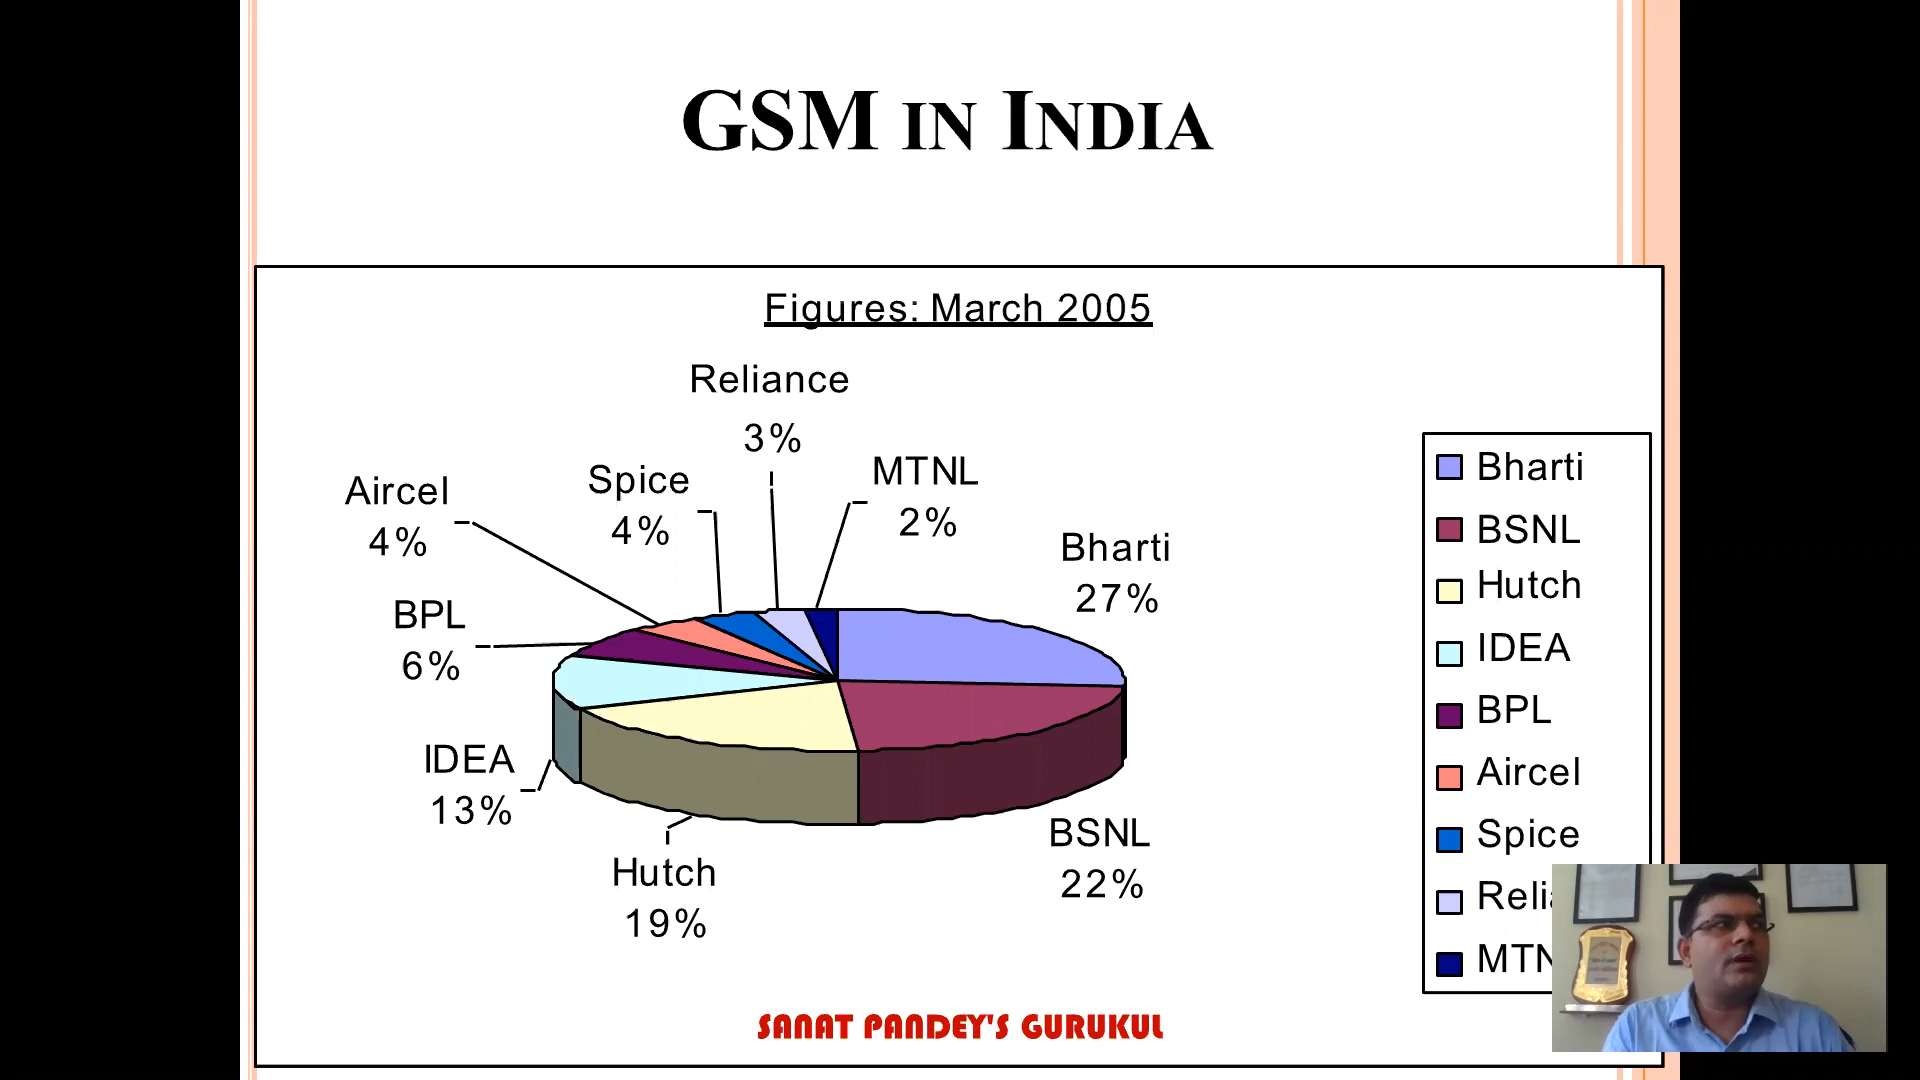 GSM IN INDIA
Figures: March 2005
Reliance
3%
MTNL
2%
Spice
4%
Aircel
4%
Bharti
27%
BPL
6%
IDEA
13%
Hutch
19%
BSNL
22%
Bharti
BSNL
Hutch
IDEA
BPL
Aircel
Spice
SANAT PANDEY'S GURUKUL